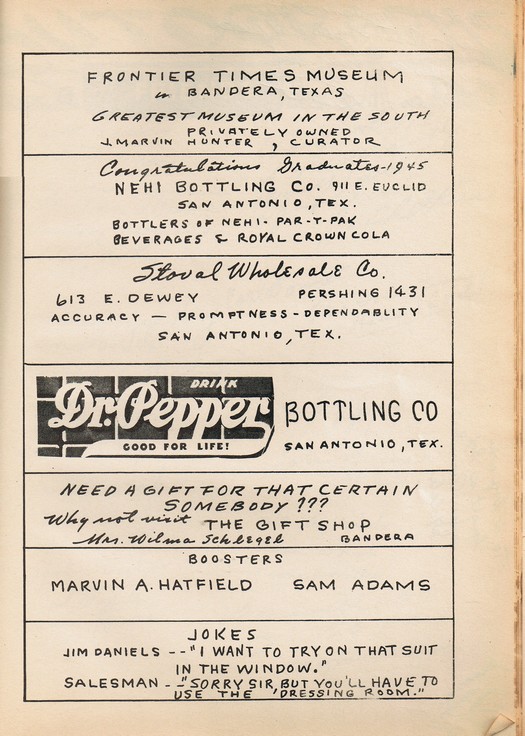 FRONTIER TIMES MUSEUM
in BANDERA, TEXAS
GREATEST MUSEUM IN THE SOUTH
PRIVATELY OWNED
J. MARVIN HUNTER, CURATOR
Congratulations Graduates-1945
NEHI BOTTLING CO. 911 E. EUCLID
SAN ANTONIO, TEX.
BOTTLERS OF NEHI- PAR-T-PAK
BEVERAGES & ROYAL CROWN COLA
Stoval Wholesale Co.
613 E. DEWEY PERSHING 1431
ACCURACY — PROMPTNESS - DEPENDABLITY
SAN ANTONIO, TEX.
DRINK
Dr. Pepper
GOOD FOR LIFE!
BOTTLING CO
SAN ANTONIO, TEX.
NEED A GIFT FOR THAT CERTAIN
SOMEBODY ???
Why not visit THE GIFT SHOP
Mrs. Wilma Schlegel BANDERA
BOOSTERS
MARVIN A. HATFIELD SAM ADAMS
JOKES
JIM DANIELS --"I WANT TO TRY ON THAT SUIT
IN THE WINDOW."
SALESMAN --"SORRY SIR, BUT YOU'LL HAVE TO
USE THE 'DRESSING ROOM."